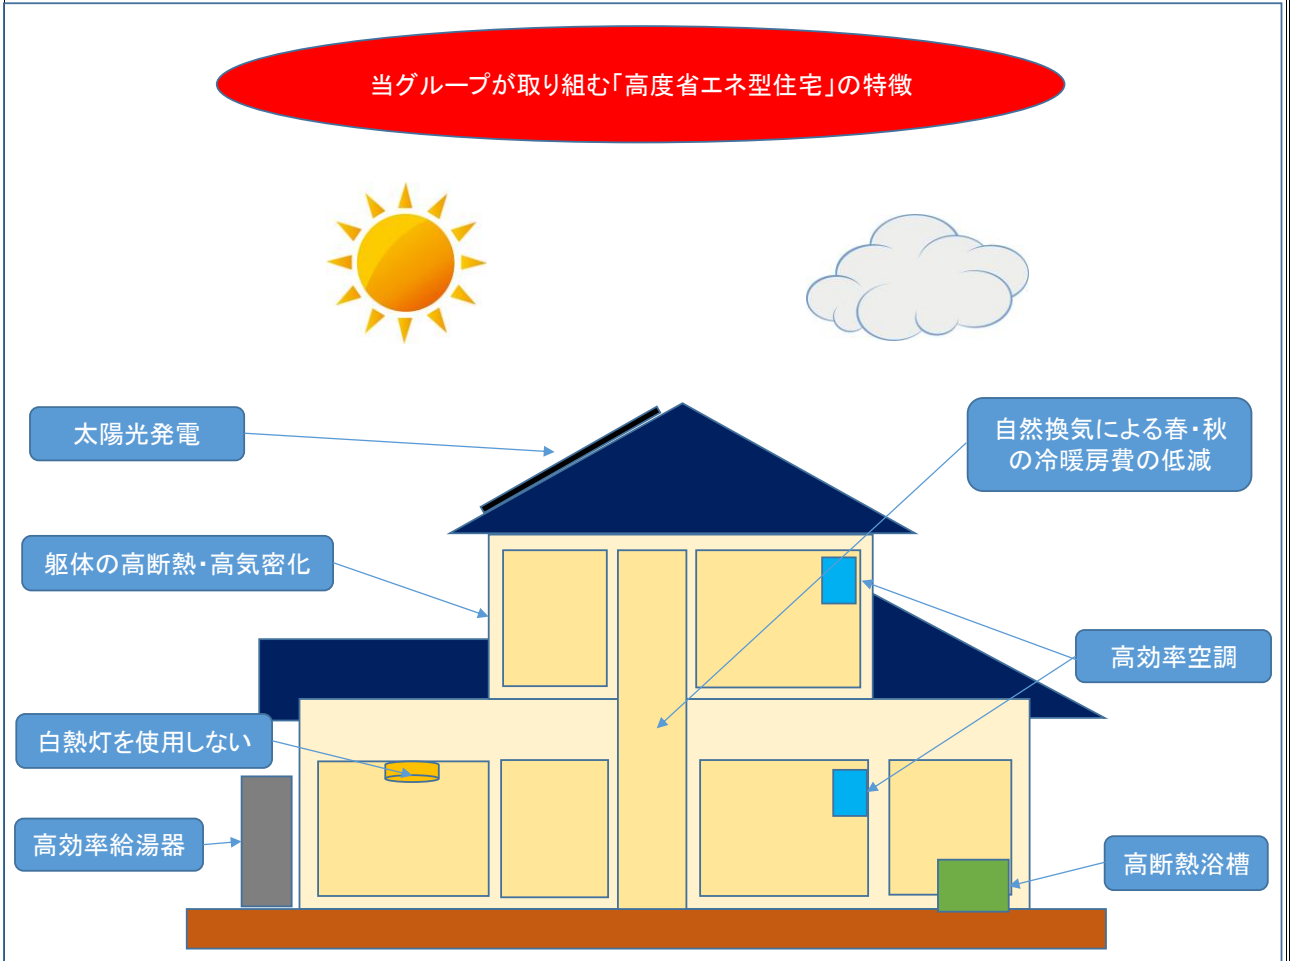 当グループが取り組む「高度省エネ型住宅」の特徴
太陽光発電
自然換気による春・秋
の冷暖房費の低減
躯体の高断熱・高気密化
高効率空調
白熱灯を使用しない
高効率給湯器
高断熱浴槽